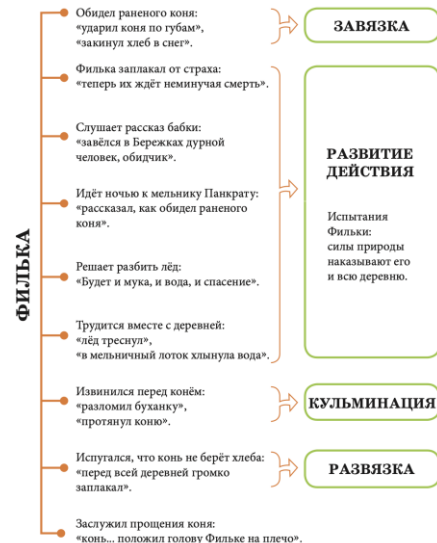 ФИЛЬКА
Обидел раненого коня:
«ударил коня по губам»,
«закинул хлеб в снег».
ЗАВЯЗКА
Филька заплакал от страха:
«теперь их ждёт неминучая смерть».
Слушает рассказ бабки:
«завёлся в Бережках дурной
человек, обидчик».
Идёт ночью к мельнику Панкрату:
«рассказал, как обидел раненого
коня».
Решает разбить лёд:
«Будет и мука, и вода, и спасение».
Трудится вместе с деревней:
«лёд треснул»,
«в мельничный лоток хлынула вода».
РАЗВИТИЕ
ДЕЙСТВИЯ
Испытания
Фильки:
силы природы
наказывают его
и всю деревню.
Извинился перед конём:
«разломил буханку»,
«протянул коню».
КУЛЬМИНАЦИЯ
Испугался, что конь не берёт хлеба:
«перед всей деревней громко
заплакал».
РАЗВЯЗКА
Заслужил прощения коня:
«конь... положил голову Фильке на плечо».